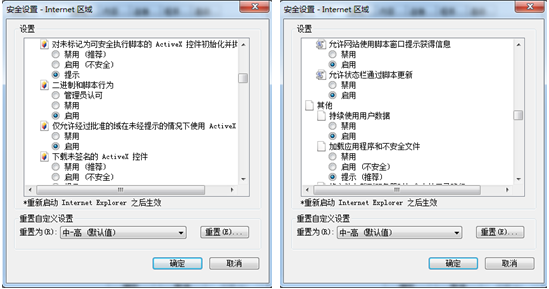 安全设置 - Internet 区域
设置
对未标记为可安全执行脚本的 ActiveX 控件初始化并执
禁用 (推荐)
启用 (不安全)
提示
二进制和脚本行为
管理员认可
禁用
启用
仅允许经过批准的域在未经提示的情况下使用 ActiveX
禁用
启用
下载未签名的 ActiveX 控件
禁用 (推荐)
启用 (不安全)
*重新启动 Internet Explorer 之后生效
重置自定义设置
重置为(R):
中-高 (默认值)
重置(E)...
确定
取消
安全设置 - Internet 区域
设置
允许网站使用脚本窗口提示获得信息
禁用
启用
允许状态栏通过脚本更新
禁用
启用
其他
持续使用用户数据
禁用
启用
加载应用程序和不安全文件
禁用
启用 (不安全)
提示 (推荐)
*重新启动 Internet Explorer 之后生效
重置自定义设置
重置为(R):
中-高 (默认值)
重置(E)...
确定
取消